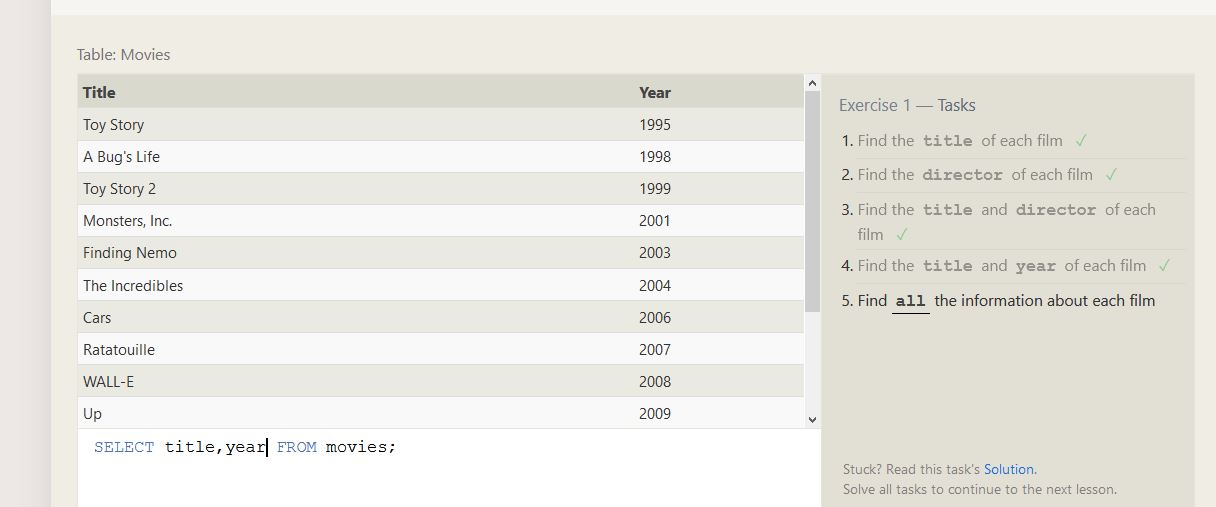 Table: Movies
Title Year
Toy Story 1995
A Bug's Life 1998
Toy Story 2 1999
Monsters, Inc. 2001
Finding Nemo 2003
The Incredibles 2004
Cars 2006
Ratatouille 2007
WALL-E 2008
Up 2009
SELECT title,year FROM movies;
Exercise 1 — Tasks
1. Find the title of each film ✓
2. Find the director of each film ✓
3. Find the title and director of each
film ✓
4. Find the title and year of each film ✓
5. Find all the information about each film
Stuck? Read this task's Solution.
Solve all tasks to continue to the next lesson.